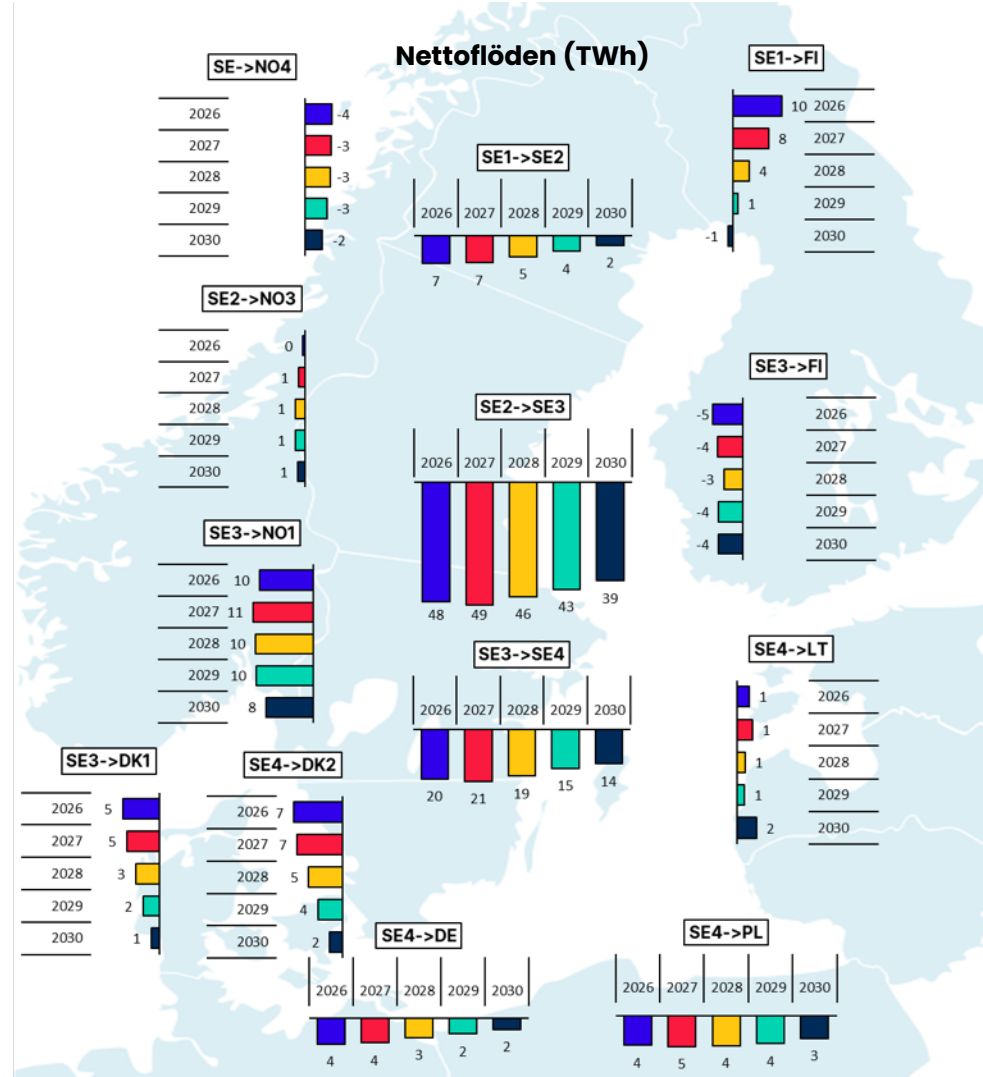 Nettoflöden (TWh)
SE->NO4
2026 -4
2027 -3
2028 -3
2029 -3
2030 -2
SE1->FI
10 2026
8 2027
4 2028
1 2029
-1 2030
SE1->SE2
2026 2027 2028 2029 2030
7 7 5 4 2
SE2->NO3
2026 0
2027 1
2028 1
2029 1
2030 1
SE3->FI
-5 2026
-4 2027
-3 2028
-4 2029
-4 2030
SE2->SE3
2026 2027 2028 2029 2030
48 49 46 43 39
SE3->NO1
2026 10
2027 11
2028 10
2029 10
2030 8
SE4->LT
1 2026
1 2027
1 2028
1 2029
2 2030
SE3->SE4
2026 2027 2028 2029 2030
20 21 19 15 14
SE3->DK1
2026 5
2027 5
2028 3
2029 2
2030 1
SE4->DK2
2026 7
2027 7
2028 5
2029 4
2030 2
SE4->DE
2026 2027 2028 2029 2030
4 4 3 2 2
SE4->PL
2026 2027 2028 2029 2030
4 5 4 4 3